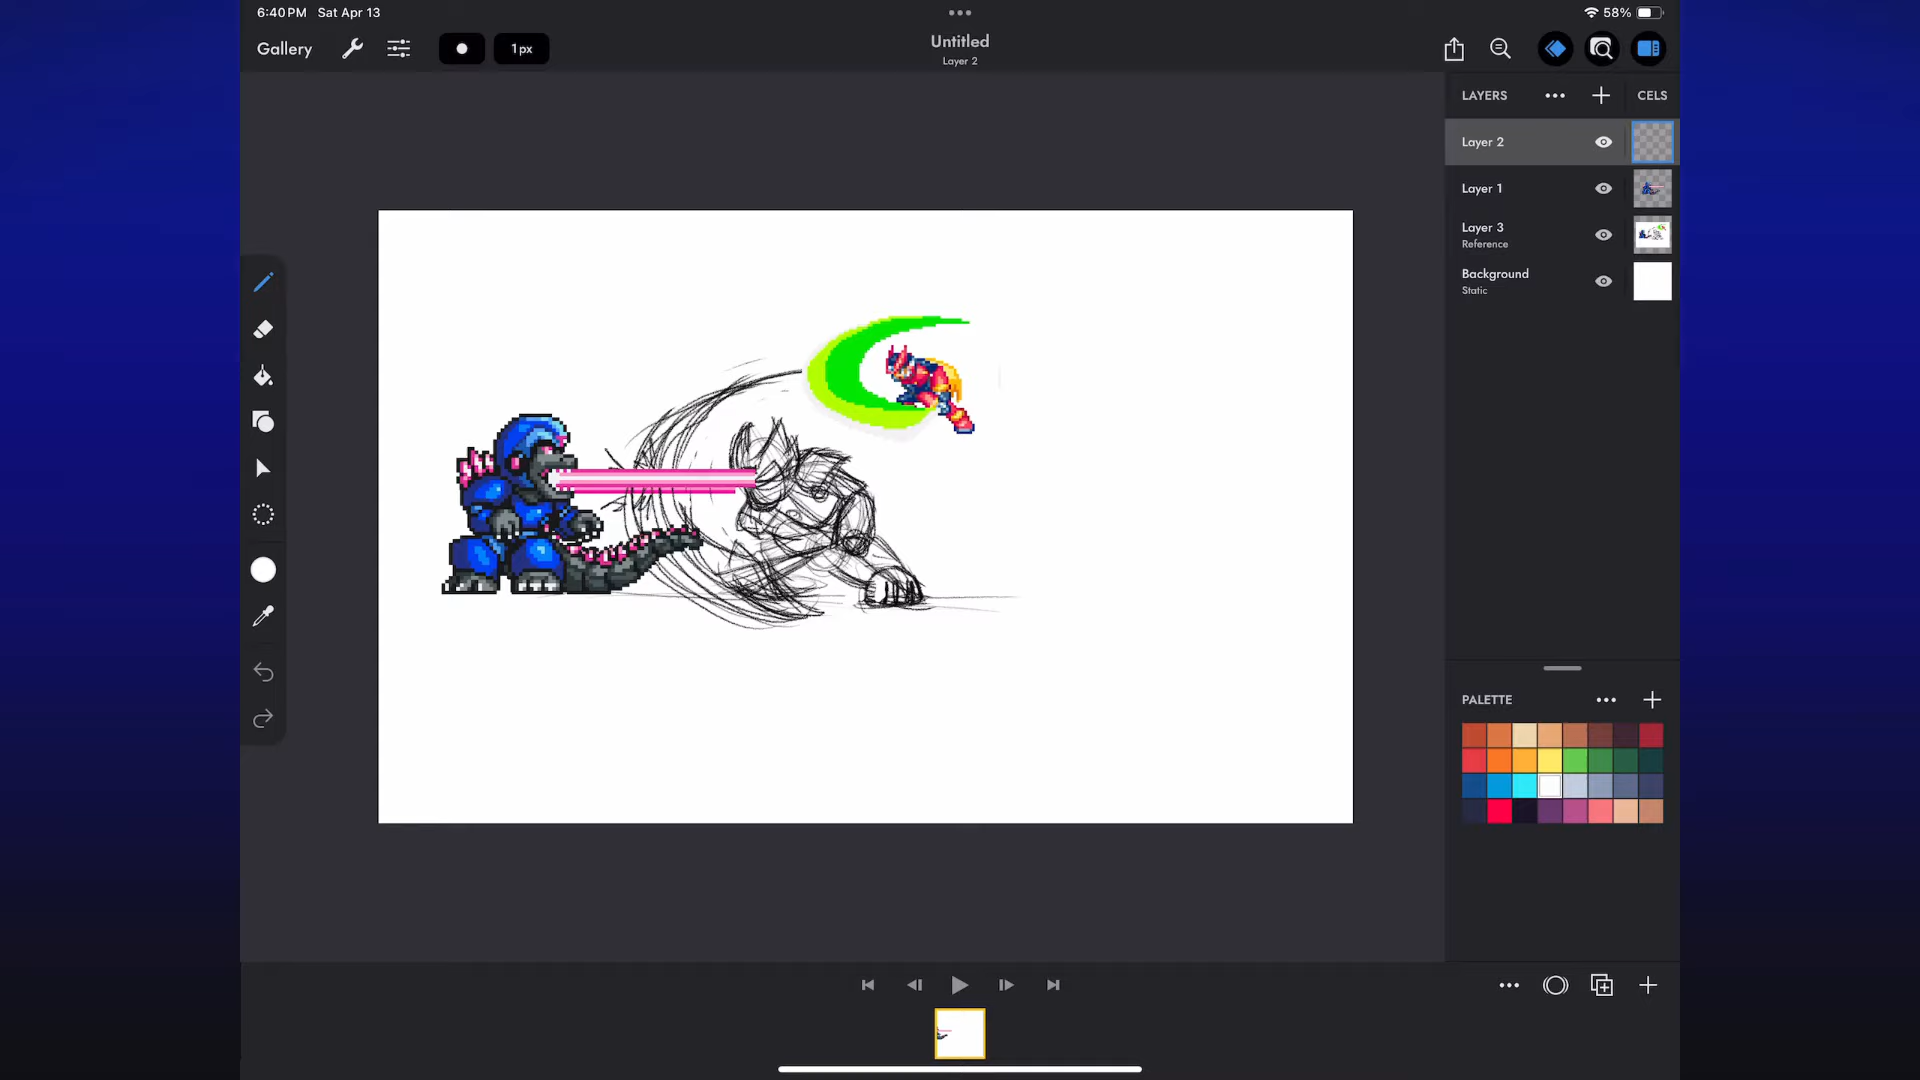 6:40 PM Sat Apr 13
58%
Gallery
1px
Untitled
Layer 2
LAYERS
CELS
Layer 2
Layer 1
Layer 3
Reference
Background
Static
PALETTE